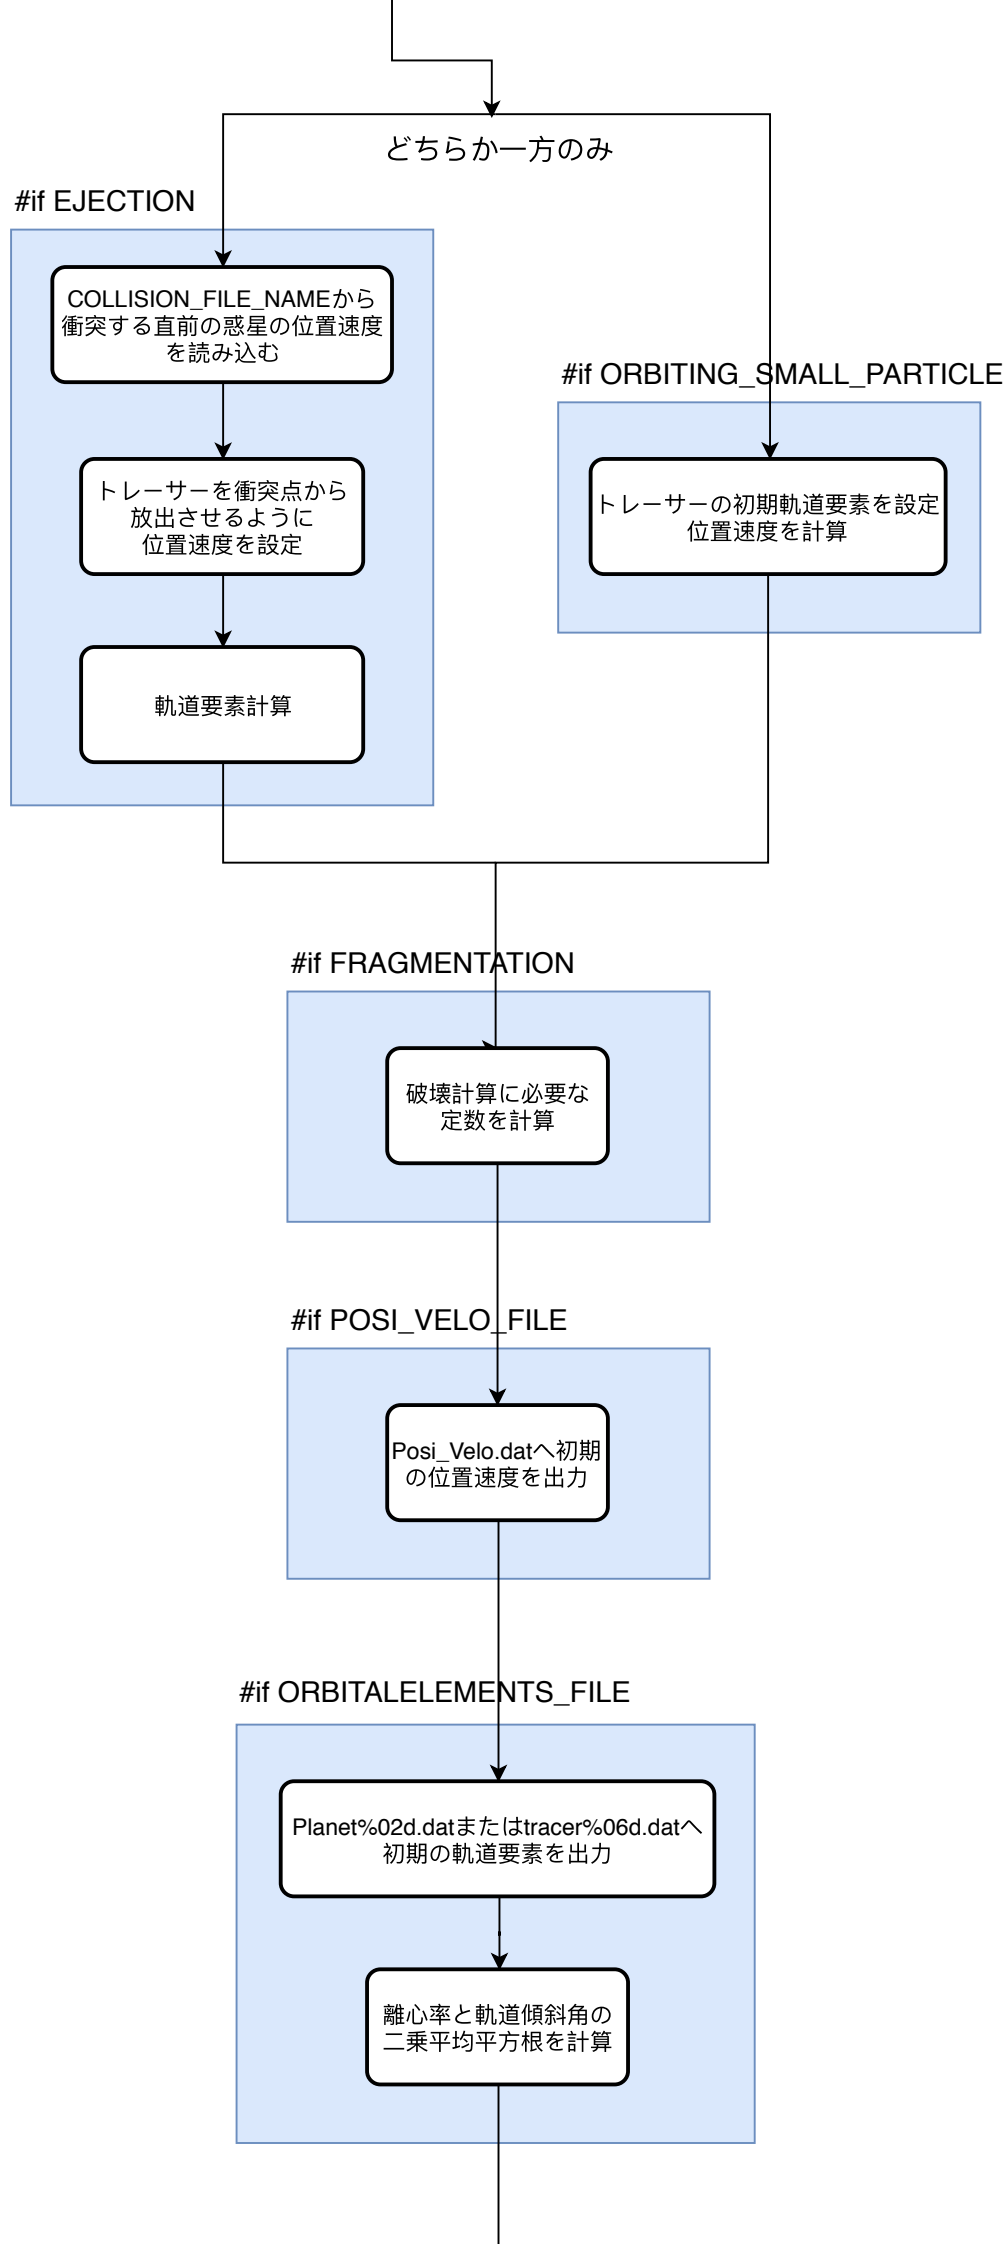 どちらか一方のみ
#if EJECTION
COLLISION_FILE_NAMEから
衝突する直前の惑星の位置速度
を読み込む
トレーサーを衝突点から
放出させるように
位置速度を設定
軌道要素計算
#if ORBITING_SMALL_PARTICLE
トレーサーの初期軌道要素を設定
位置速度を計算
#if FRAGMENTATION
破壊計算に必要な
定数を計算
#if POSI_VELO_FILE
Posi_Velo.datへ初期
の位置速度を出力
#if ORBITALELEMENTS_FILE
Planet%02d.datまたはtracer%06d.datへ
初期の軌道要素を出力
離心率と軌道傾斜角の
二乗平均平方根を計算